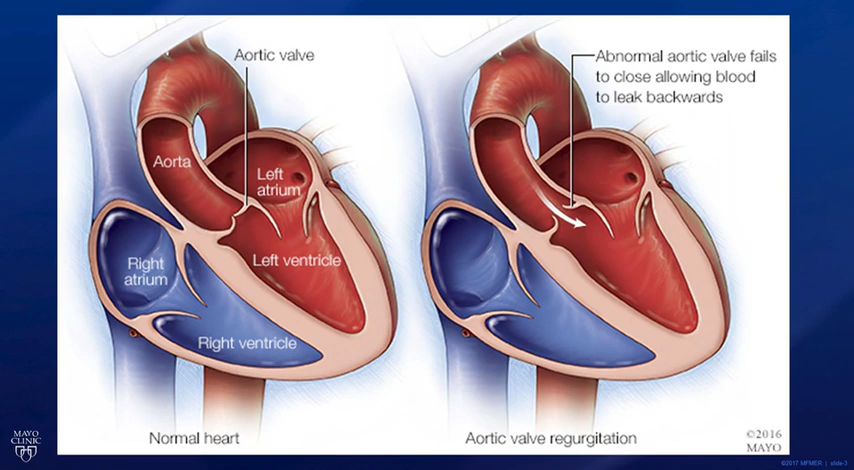 Aortic valve
Aorta
Left
atrium
Right
atrium
Left ventricle
Right ventricle
Normal heart
Abnormal aortic valve fails
to close allowing blood
to leak backwards
Aortic valve regurgitation
©2016
MAYO
MAYO
CLINIC
©2017 MFMER | slide-3